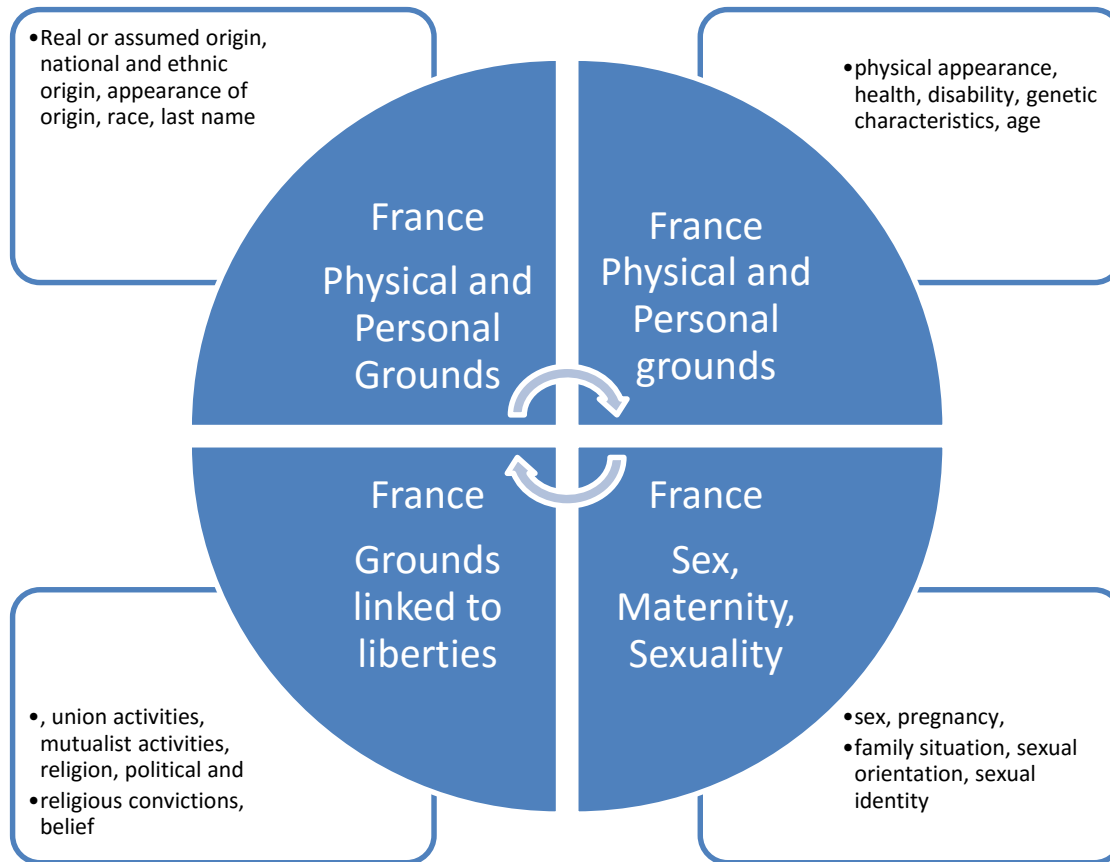 •Real or assumed origin,
national and ethnic
origin, appearance of
origin, race, last name
•physical appearance,
health, disability, genetic
characteristics, age
France
Physical and
Personal
Grounds
France
Physical and
Personal
grounds
France
Grounds
linked to
liberties
France
Sex,
Maternity,
Sexuality
•, union activities,
mutualist activities,
religion, political and
•religious convictions,
belief
•sex, pregnancy,
•family situation, sexual
orientation, sexual
identity